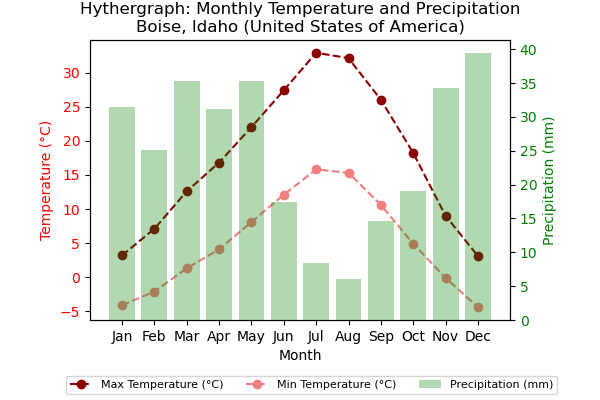 Hythergraph: Monthly Temperature and Precipitation
Boise, Idaho (United States of America)
Temperature (°C)
30
25
20
15
10
5
0
−5
40
35
30
25
20
15
10
5
0
Precipitation (mm)
Jan Feb Mar Apr May Jun Jul Aug Sep Oct Nov Dec
Month
Max Temperature (°C) Min Temperature (°C) Precipitation (mm)